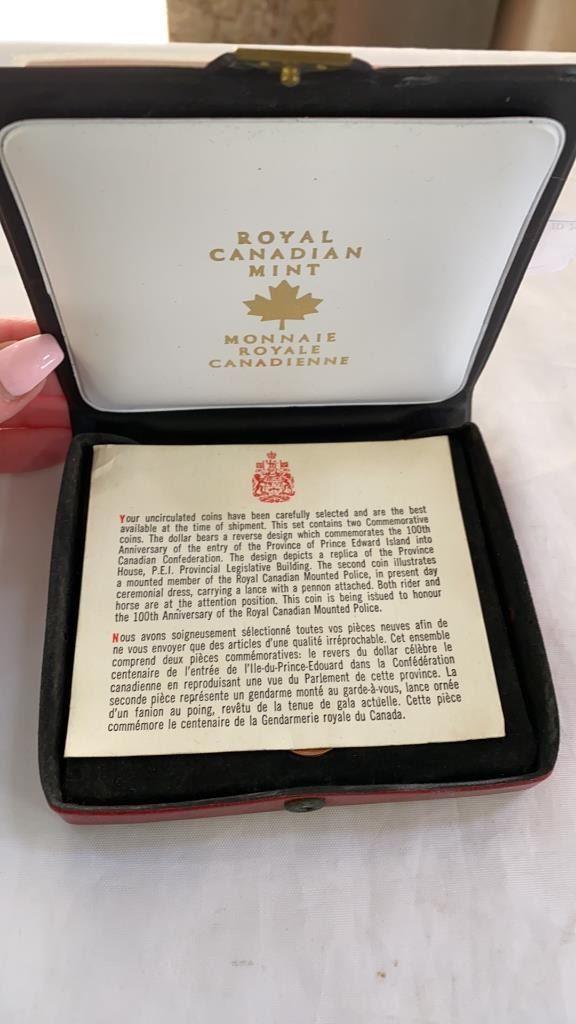 ROYAL
CANADIAN
MINT
MONNAIE
ROYALE
CANADIENNE
Your uncirculated coins have been carefully selected and are the best
available at the time of shipment. This set contains two Commemorative
coins. The dollar bears a reverse design which commemorates the 100th
Anniversary of the entry of the Province of Prince Edward Island into
Canadian Confederation. The design depicts a replica of the Province
House, P.E.I. Provincial Legislative Building. The second coin illustrates
a mounted member of the Royal Canadian Mounted Police, in present day
ceremonial dress, carrying a lance with a pennon attached. Both rider and
horse are at the attention position. This coin is being issued to honour
the 100th Anniversary of the Royal Canadian Mounted Police.
Nous avons soigneusement sélectionné toutes vos pièces neuves afin de
ne vous envoyer que des articles d'une qualité irréprochable. Cet ensemble
comprend deux pièces commémoratives: le revers du dollar célèbre le
centenaire de l'entrée de l'Ile-du-Prince-Edouard dans la Confédération
canadienne en reproduisant une vue du Parlement de cette province. La
seconde pièce représente un gendarme monté au garde-à-vous, lance ornée
d'un fanion au poing, revêtu de la tenue de gala actuelle. Cette pièce
commémore le centenaire de la Gendarmerie royale du Canada.